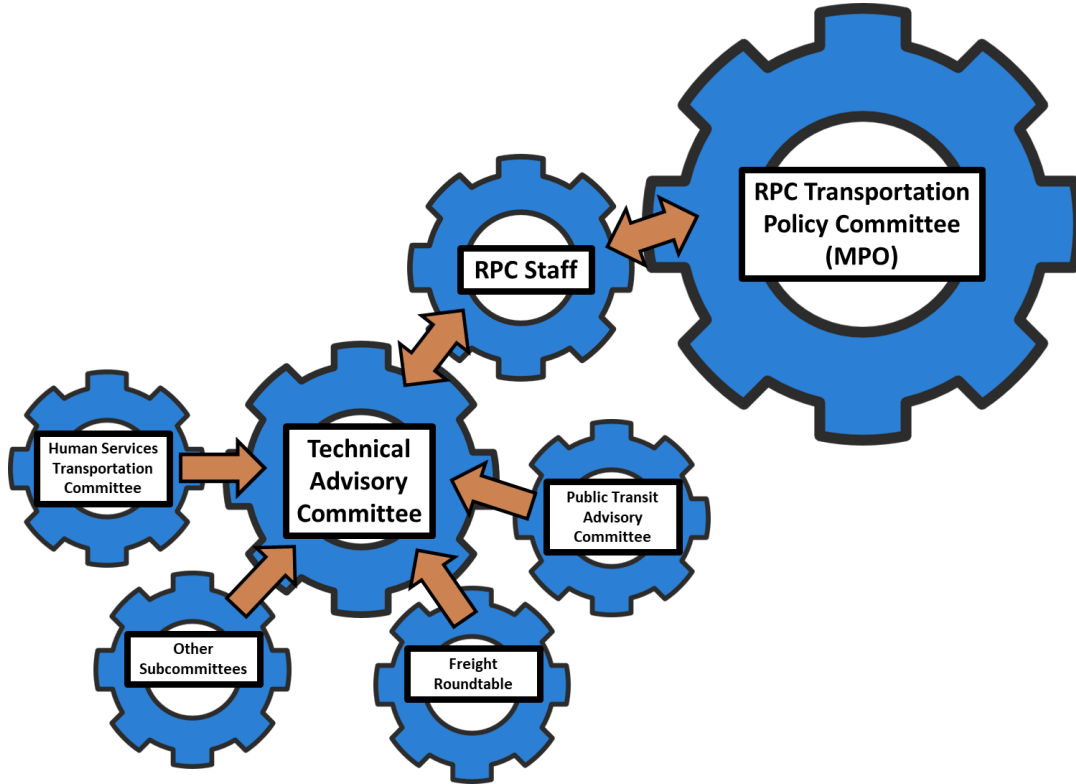 RPC Transportation
Policy Committee
(MPO)
RPC Staff
Technical
Advisory
Committee
Human Services
Transportation
Committee
Public Transit
Advisory
Committee
Other
Subcommittees
Freight
Roundtable